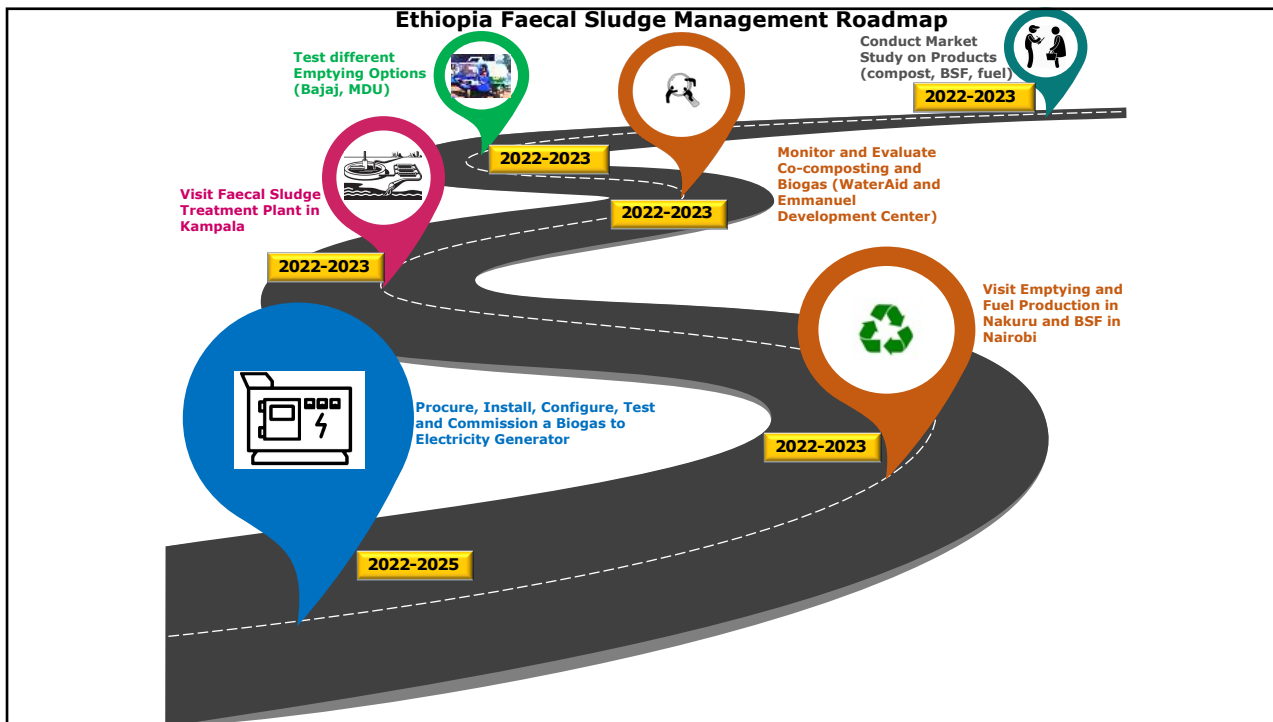 Ethiopia Faecal Sludge Management Roadmap
Test different
Emptying Options
(Bajaj, MDU)
Conduct Market
Study on Products
(compost, BSF, fuel)
2022-2023
2022-2023
Monitor and Evaluate
Co-composting and
Biogas (WaterAid and
Emmanuel
Development Center)
2022-2023
Visit Faecal Sludge
Treatment Plant in
Kampala
2022-2023
Visit Emptying and
Fuel Production in
Nakuru and BSF in
Nairobi
2022-2023
Procure, Install, Configure, Test
and Commission a Biogas to
Electricity Generator
2022-2025